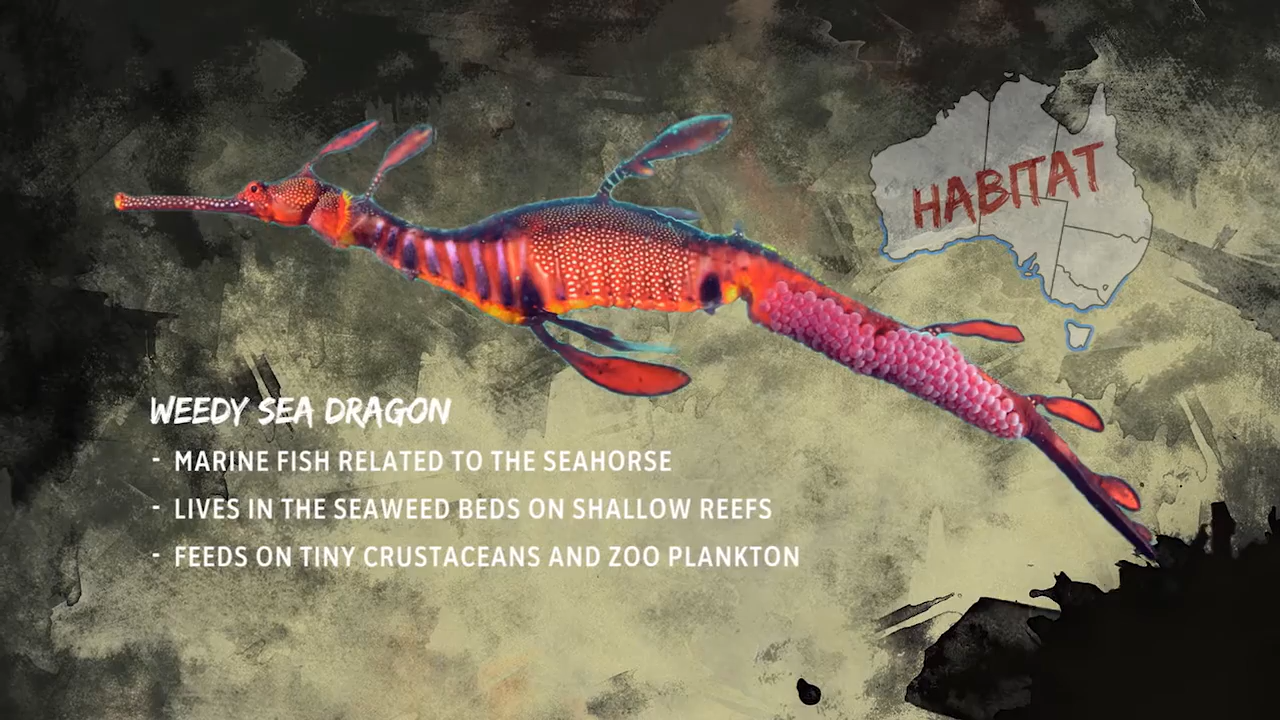 HABITAT
WEEDY SEA DRAGON
- MARINE FISH RELATED TO THE SEAHORSE
- LIVES IN THE SEAWEED BEDS ON SHALLOW REEFS
- FEEDS ON TINY CRUSTACEANS AND ZOO PLANKTON